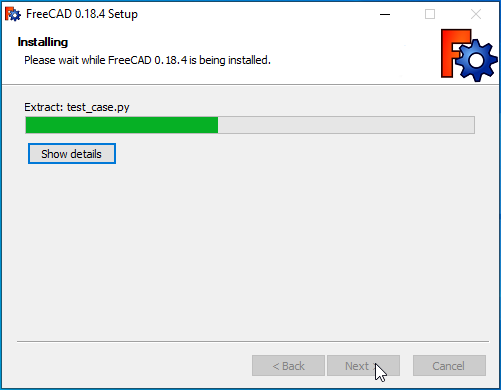 FreeCAD 0.18.4 Setup
Installing
Please wait while FreeCAD 0.18.4 is being installed.
Extract: test_case.py
Show details
< Back
Next >
Cancel